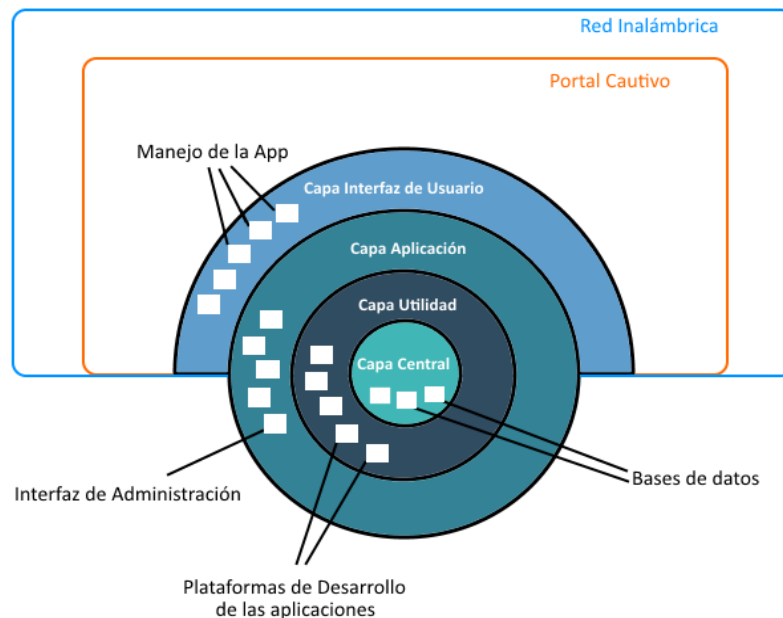 Red Inalámbrica
Portal Cautivo
Manejo de la App
Capa Interfaz de Usuario
Capa Aplicación
Capa Utilidad
Capa Central
Interfaz de Administración
Bases de datos
Plataformas de Desarrollo
de las aplicaciones